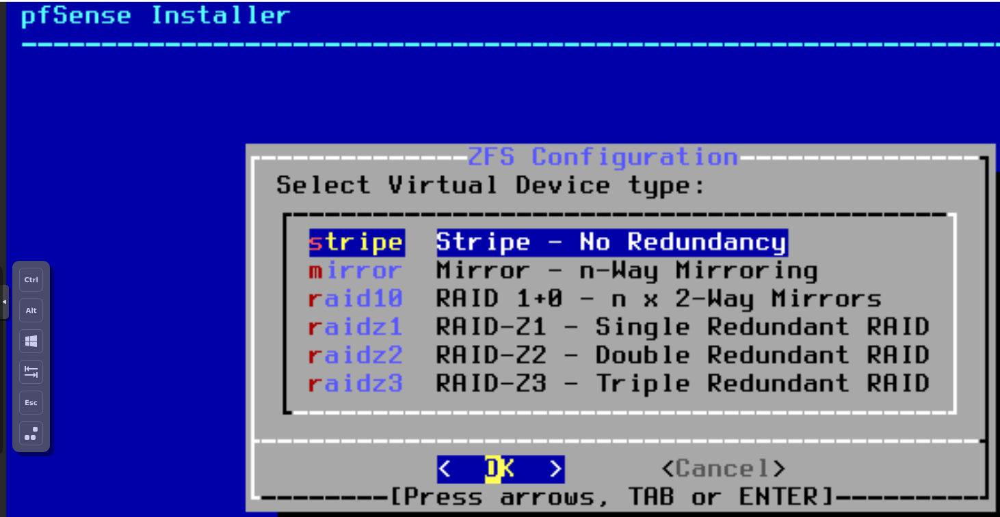 pfSense Installer
ZFS Configuration
Select Virtual Device type:
stripe Stripe - No Redundancy
mirror Mirror - n-Way Mirroring
raid10 RAID 1+0 - n x 2-Way Mirrors
raidz1 RAID-Z1 - Single Redundant RAID
raidz2 RAID-Z2 - Double Redundant RAID
raidz3 RAID-Z3 - Triple Redundant RAID
< OK > <Cancel>
[Press arrows, TAB or ENTER]
Ctrl
Alt
Esc